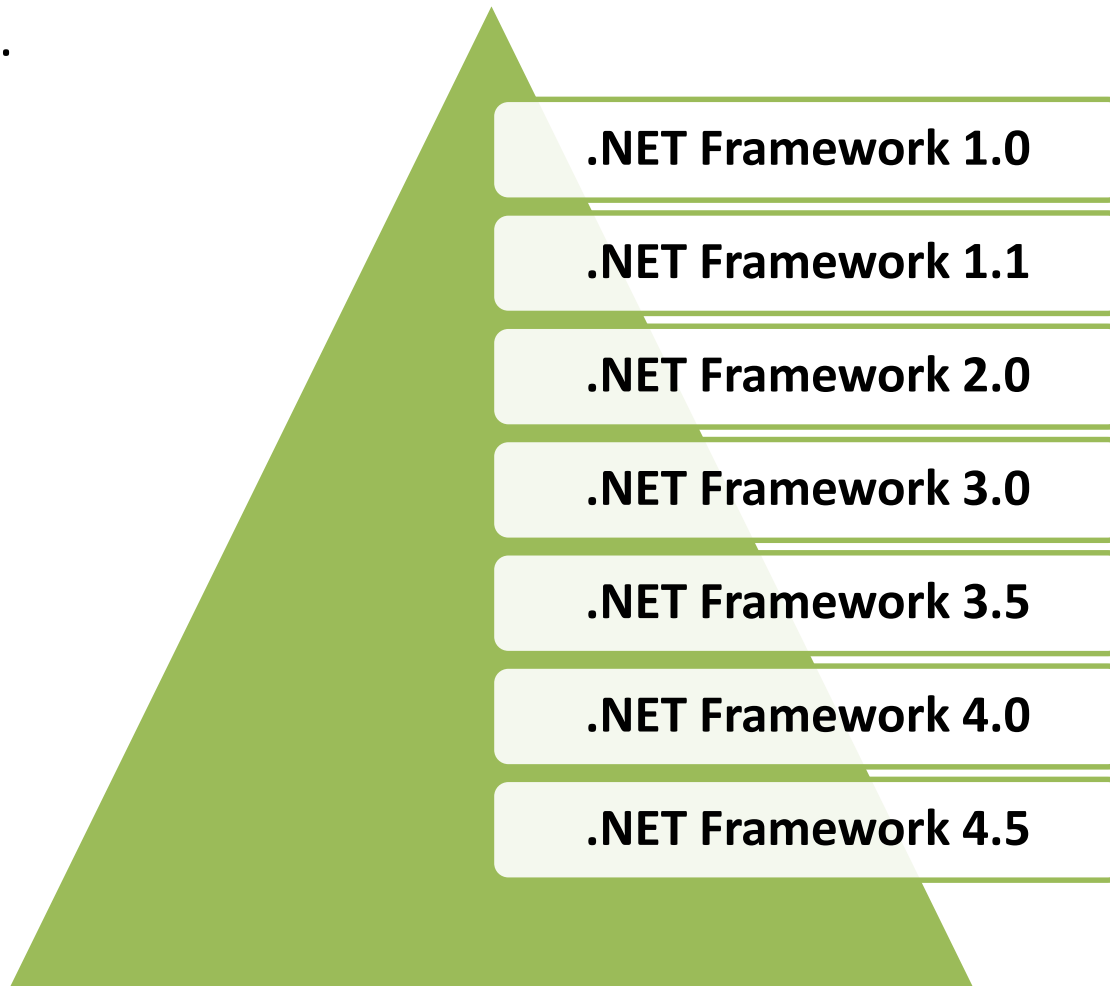 .
.NET Framework 1.0
.NET Framework 1.1
.NET Framework 2.0
.NET Framework 3.0
.NET Framework 3.5
.NET Framework 4.0
.NET Framework 4.5